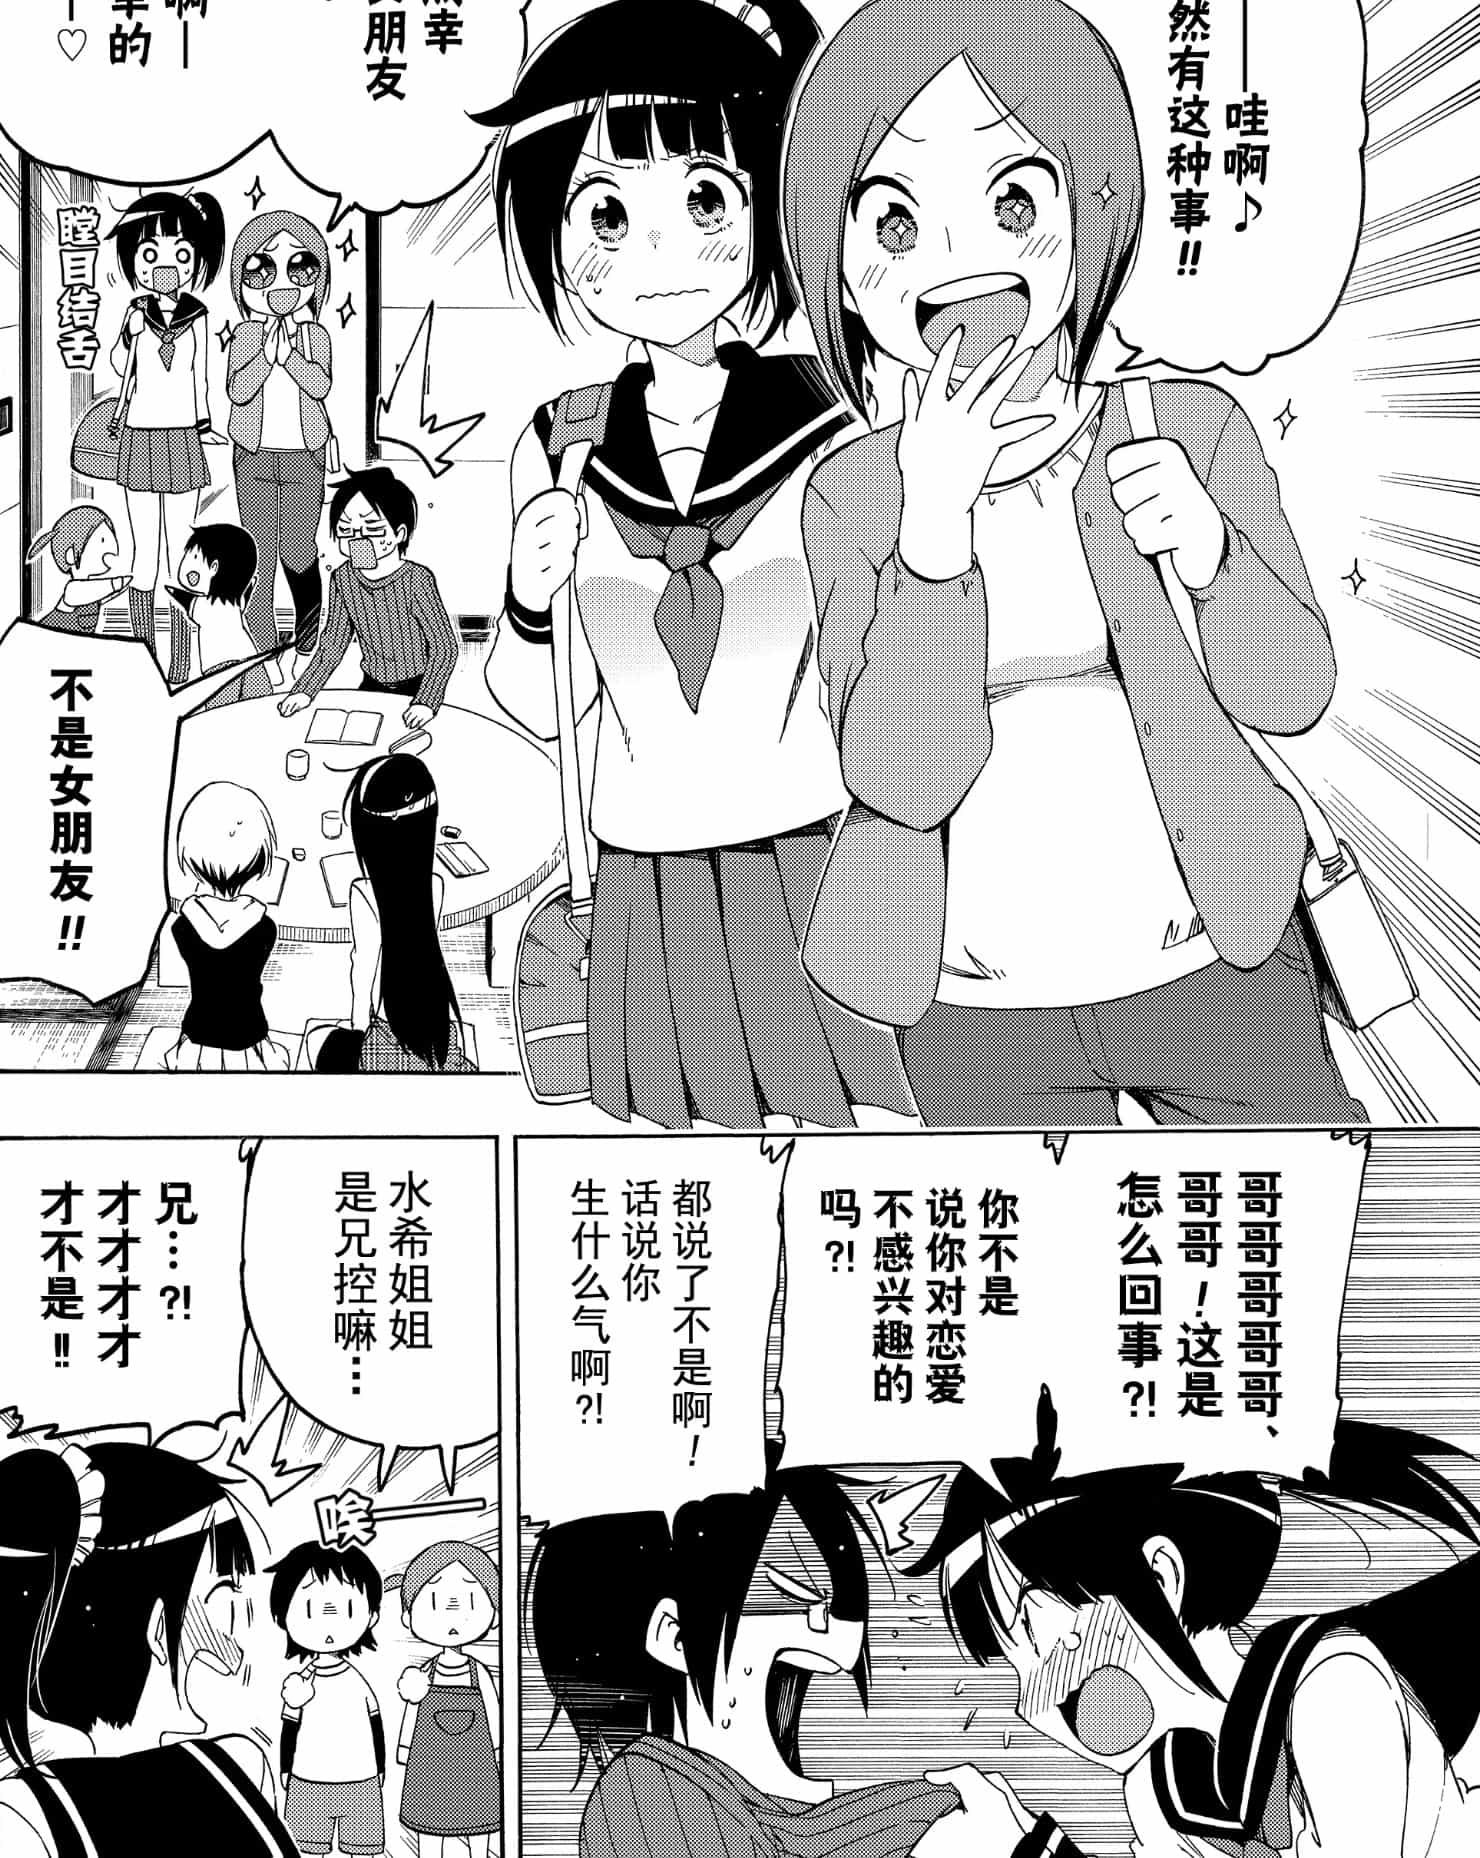 ——哇啊♪
然有这种事!!
然幸
朋友
啊—
幸的
—♡
瞠目结舌
不是女朋友!!
哥哥哥哥哥哥、
哥哥！这是
怎么回事?!
你不是
说你对恋爱
不感兴趣的
吗?!
都说了不是啊！
话说你
生什么气啊?!
水希姐姐
是兄控嘛…
唉——
兄…?!
才才才才
才不是!!